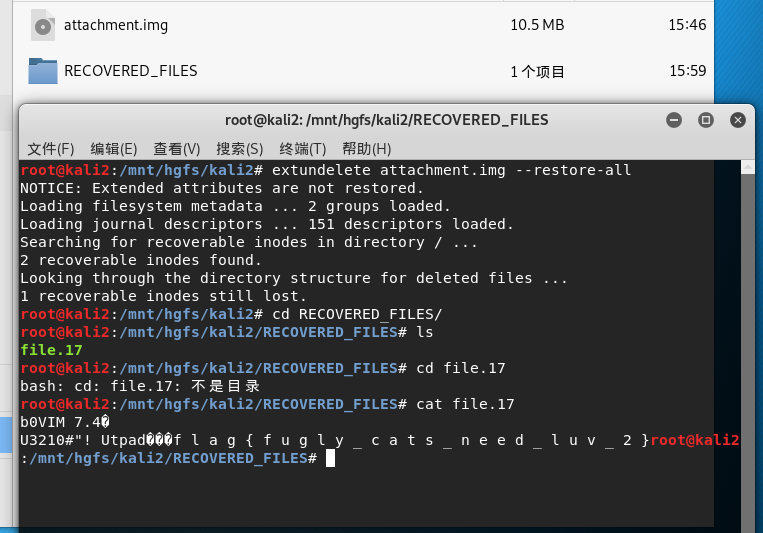 attachment.img 10.5 MB 15:46
RECOVERED_FILES 1 个项目 15:59
root@kali2: /mnt/hgfs/kali2/RECOVERED_FILES
文件(F) 编辑(E) 查看(V) 搜索(S) 终端(T) 帮助(H)
root@kali2:/mnt/hgfs/kali2# extundelete attachment.img --restore-all
NOTICE: Extended attributes are not restored.
Loading filesystem metadata ... 2 groups loaded.
Loading journal descriptors ... 151 descriptors loaded.
Searching for recoverable inodes in directory / ...
2 recoverable inodes found.
Looking through the directory structure for deleted files ...
1 recoverable inodes still lost.
root@kali2:/mnt/hgfs/kali2# cd RECOVERED_FILES/
root@kali2:/mnt/hgfs/kali2/RECOVERED_FILES# ls
file.17
root@kali2:/mnt/hgfs/kali2/RECOVERED_FILES# cd file.17
bash: cd: file.17: 不是目录
root@kali2:/mnt/hgfs/kali2/RECOVERED_FILES# cat file.17
b0VIM 7.4�
U3210#"! Utpad���f l a g { f u g l y _ c a t s _ n e e d _ l u v _ 2 }root@kali2
:/mnt/hgfs/kali2/RECOVERED_FILES#